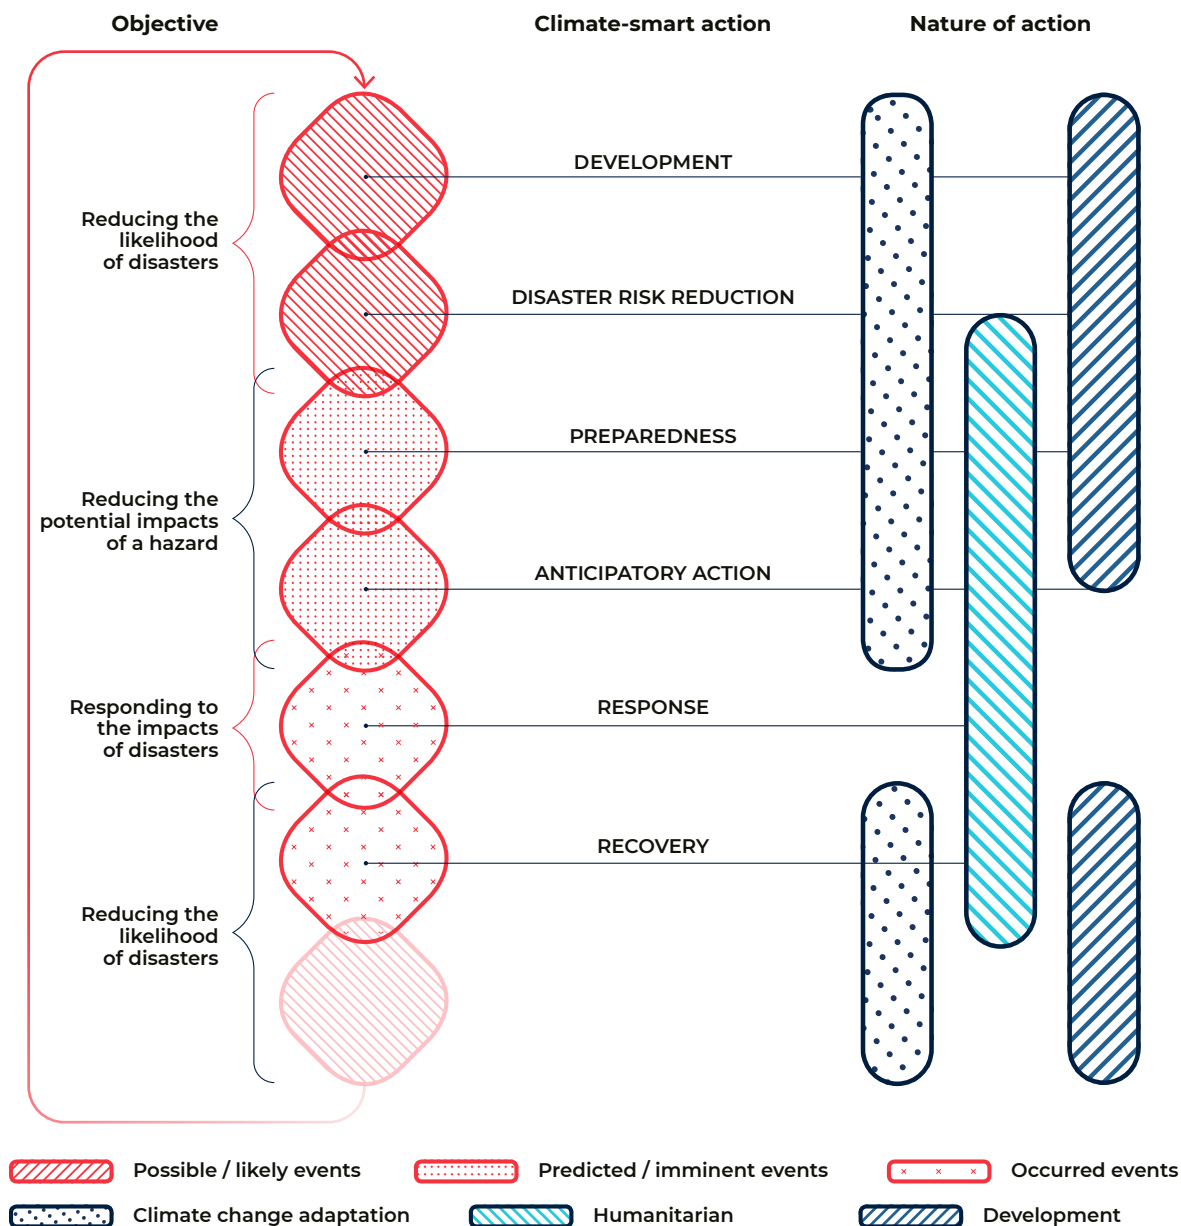 Objective
Climate-smart action
Nature of action
DEVELOPMENT
Reducing the
likelihood
of disasters
DISASTER RISK REDUCTION
PREPAREDNESS
Reducing the
potential impacts
of a hazard
ANTICIPATORY ACTION
Responding to
the impacts
of disasters
RESPONSE
RECOVERY
Reducing the
likelihood
of disasters
Possible / likely events
Predicted / imminent events
Occurred events
Climate change adaptation
Humanitarian
Development